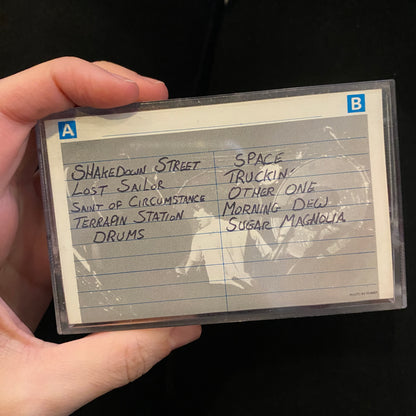 A
B
SHAKEDOWN STREET
LOST SAILOR
SAINT OF CIRCUMSTANCE
TERRAPIN STATION
DRUMS
SPACE
TRUCKIN'
OTHER ONE
MORNING DEW
SUGAR MAGNOLIA